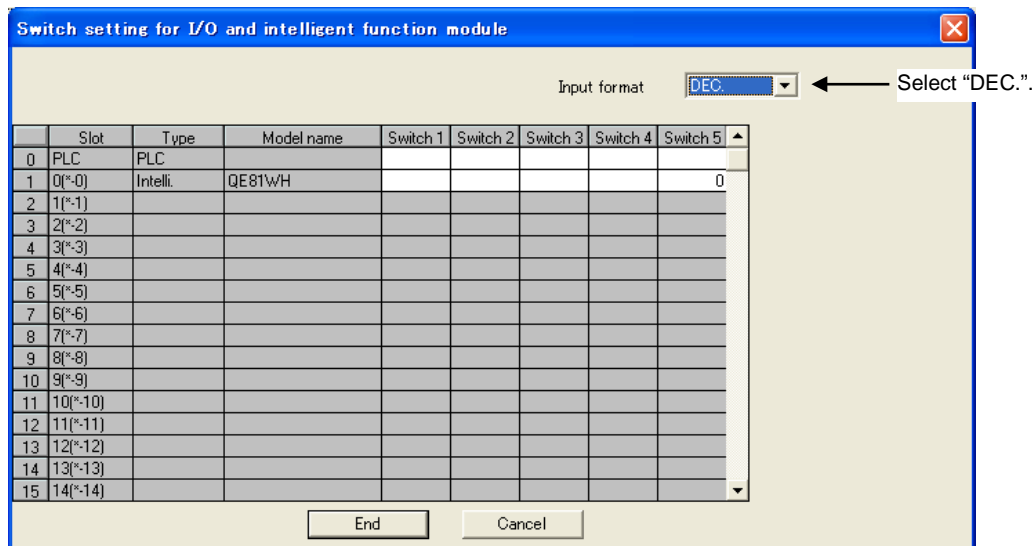 Switch setting for I/O and intelligent function module
Input format DEC. Select “DEC.”.
Slot Type Model name Switch 1 Switch 2 Switch 3 Switch 4 Switch 5
0 PLC PLC
1 0(*-0) Intelli. QE81WH 0
2 1(*-1)
3 2(*-2)
4 3(*-3)
5 4(*-4)
6 5(*-5)
7 6(*-6)
8 7(*-7)
9 8(*-8)
10 9(*-9)
11 10(*-10)
12 11(*-11)
13 12(*-12)
14 13(*-13)
15 14(*-14)
End Cancel